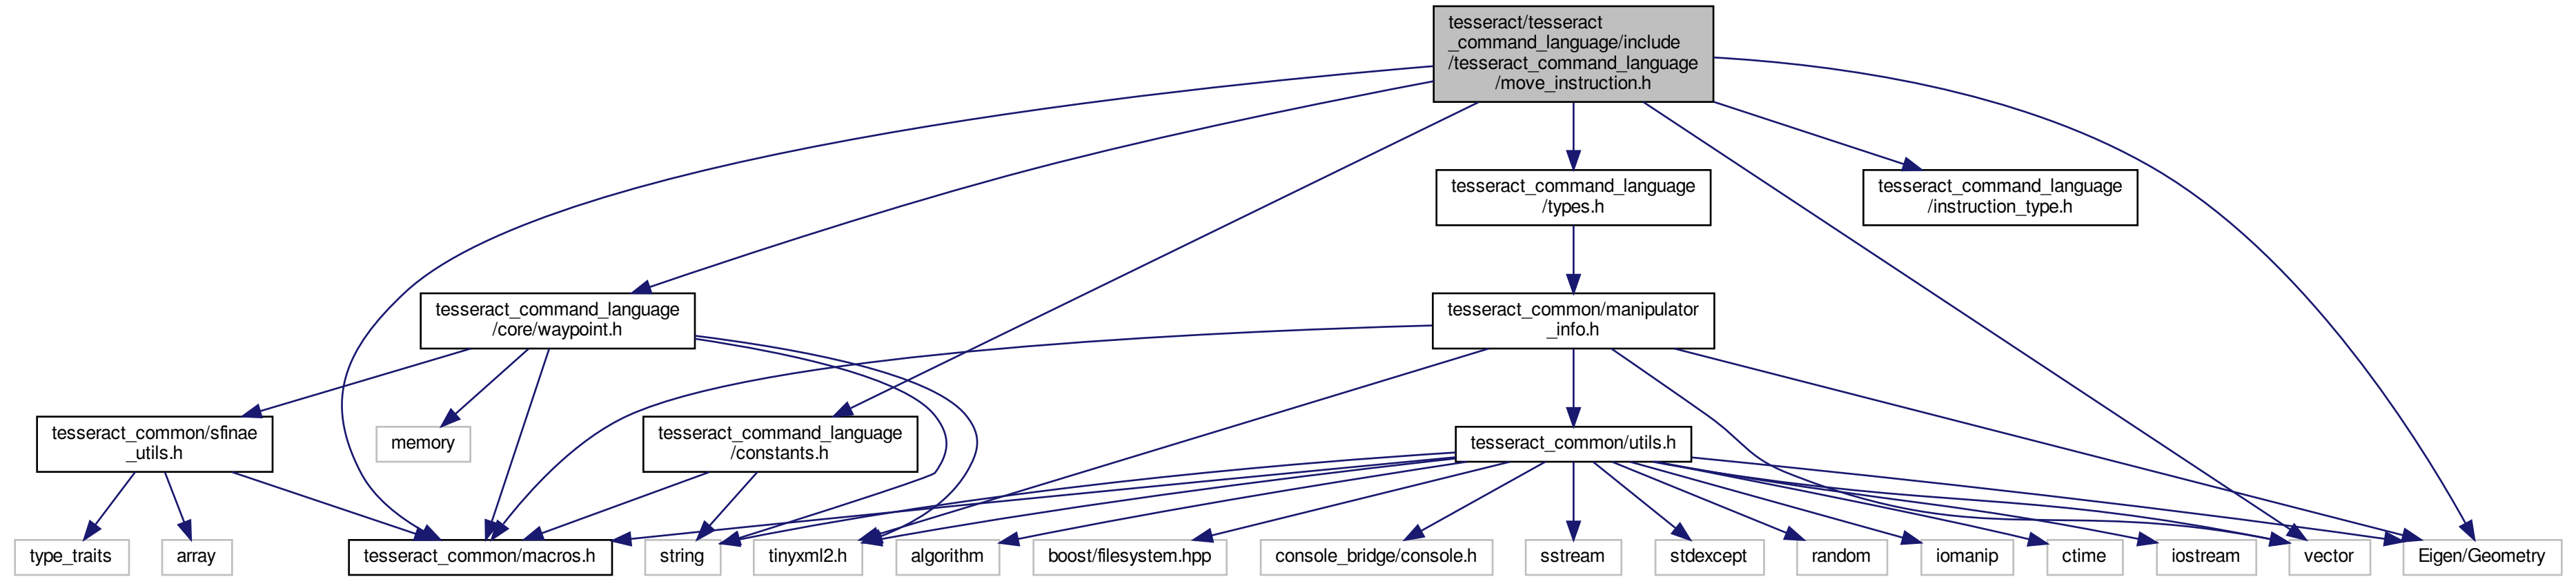 tesseract/tesseract
_command_language/include
/tesseract_command_language
/move_instruction.h
tesseract_command_language
/types.h
tesseract_command_language
/instruction_type.h
tesseract_command_language
/core/waypoint.h
tesseract_common/manipulator
_info.h
tesseract_common/sfinae
_utils.h
memory
tesseract_command_language
/constants.h
tesseract_common/utils.h
type_traits
array
tesseract_common/macros.h
string
tinyxml2.h
algorithm
boost/filesystem.hpp
console_bridge/console.h
sstream
stdexcept
random
iomanip
ctime
iostream
vector
Eigen/Geometry